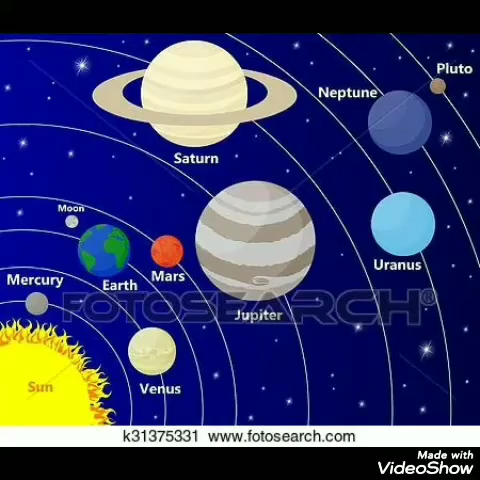 Pluto
Neptune
Saturn
Moon
Mercury
Earth
Mars
Uranus
FOTOSEARCH®
Jupiter
Sun
Venus
k31375331 www.fotosearch.com
Made with
VideoShow